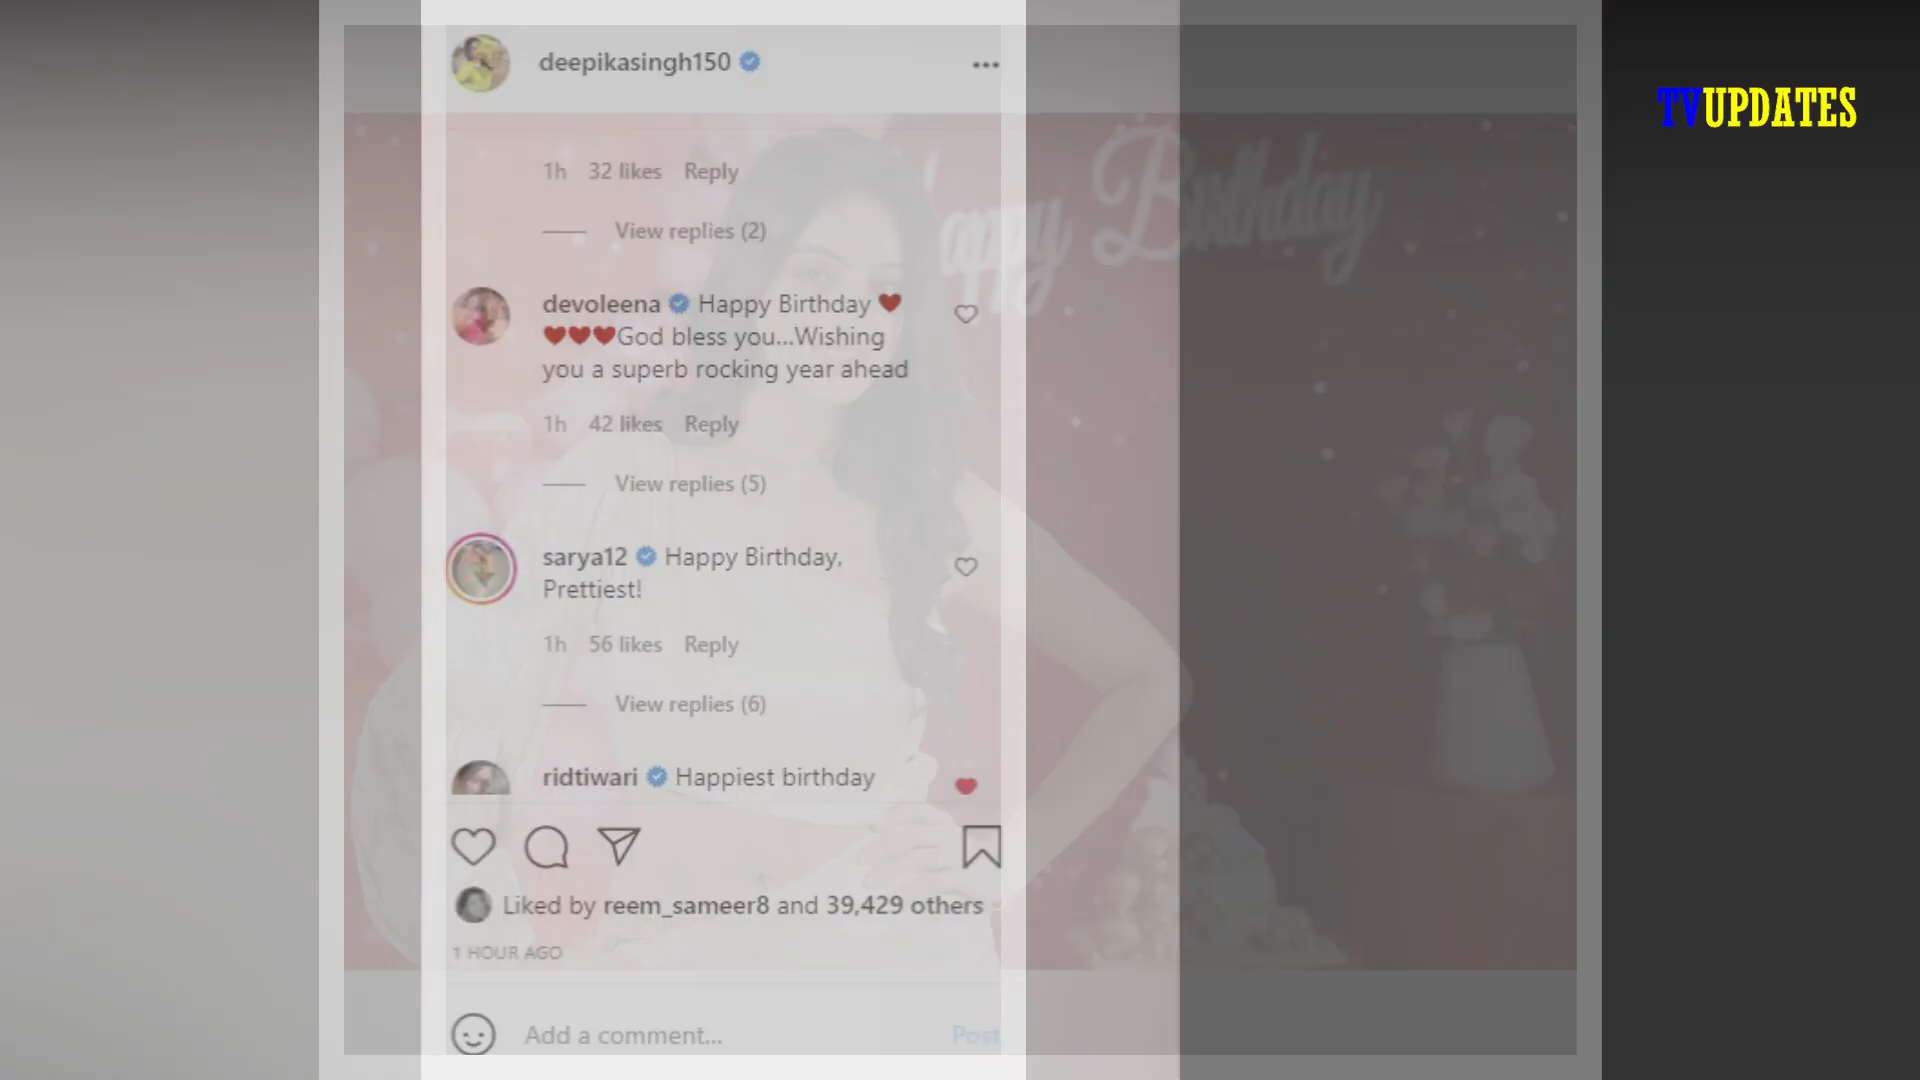 deepikasingh150
TVUPDATES
1h 32 likes Reply
View replies (2)
Happy Birthday
devoleena Happy Birthday ❤
❤❤❤God bless you...Wishing
you a superb rocking year ahead
1h 42 likes Reply
View replies (5)
sarya12 Happy Birthday,
Prettiest!
1h 56 likes Reply
View replies (6)
ridtiwari Happiest birthday
Liked by reem_sameer8 and 39,429 others
1 HOUR AGO
Add a comment... Post